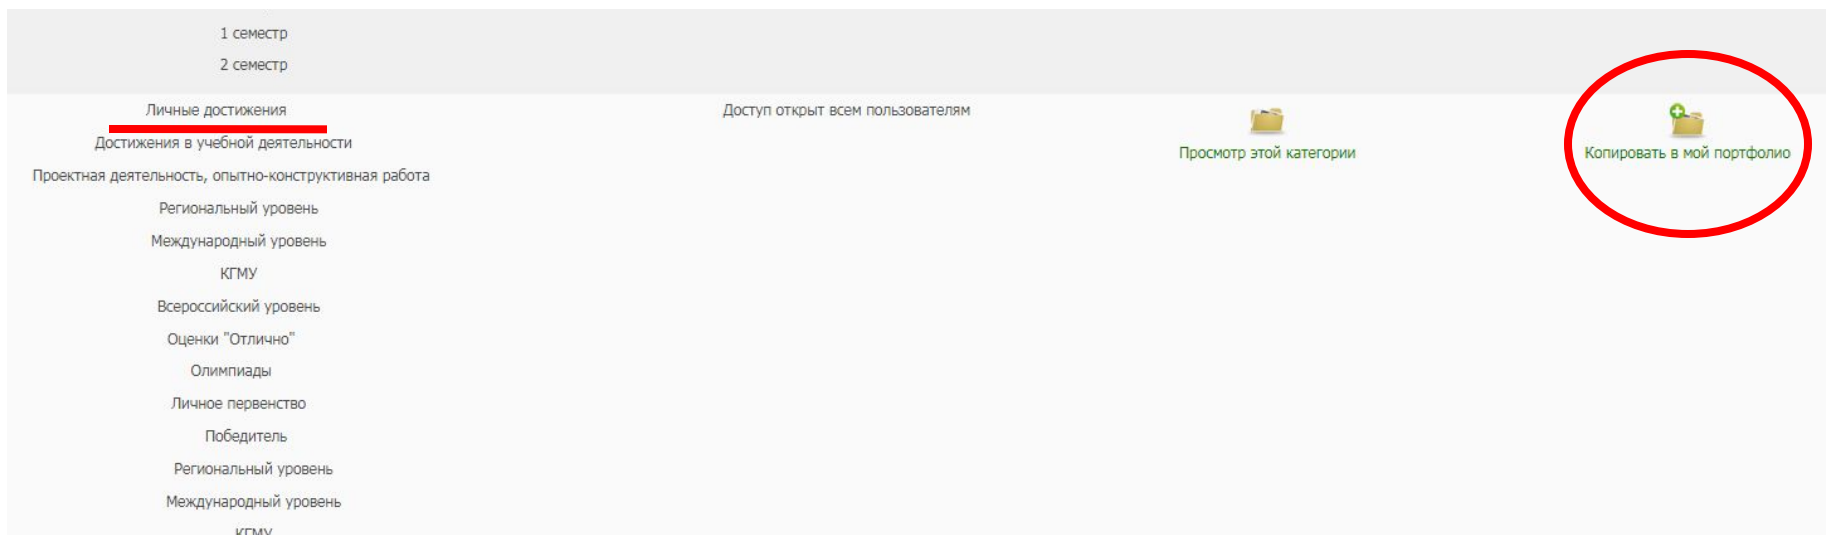 1 семестр
2 семестр
Личные достижения
Доступ открыт всем пользователям
Просмотр этой категории
Копировать в мой портфолио
Достижения в учебной деятельности
Проектная деятельность, опытно-конструктивная работа
Региональный уровень
Международный уровень
КГМУ
Всероссийский уровень
Оценки "Отлично"
Олимпиады
Личное первенство
Победитель
Региональный уровень
Международный уровень
КГМУ